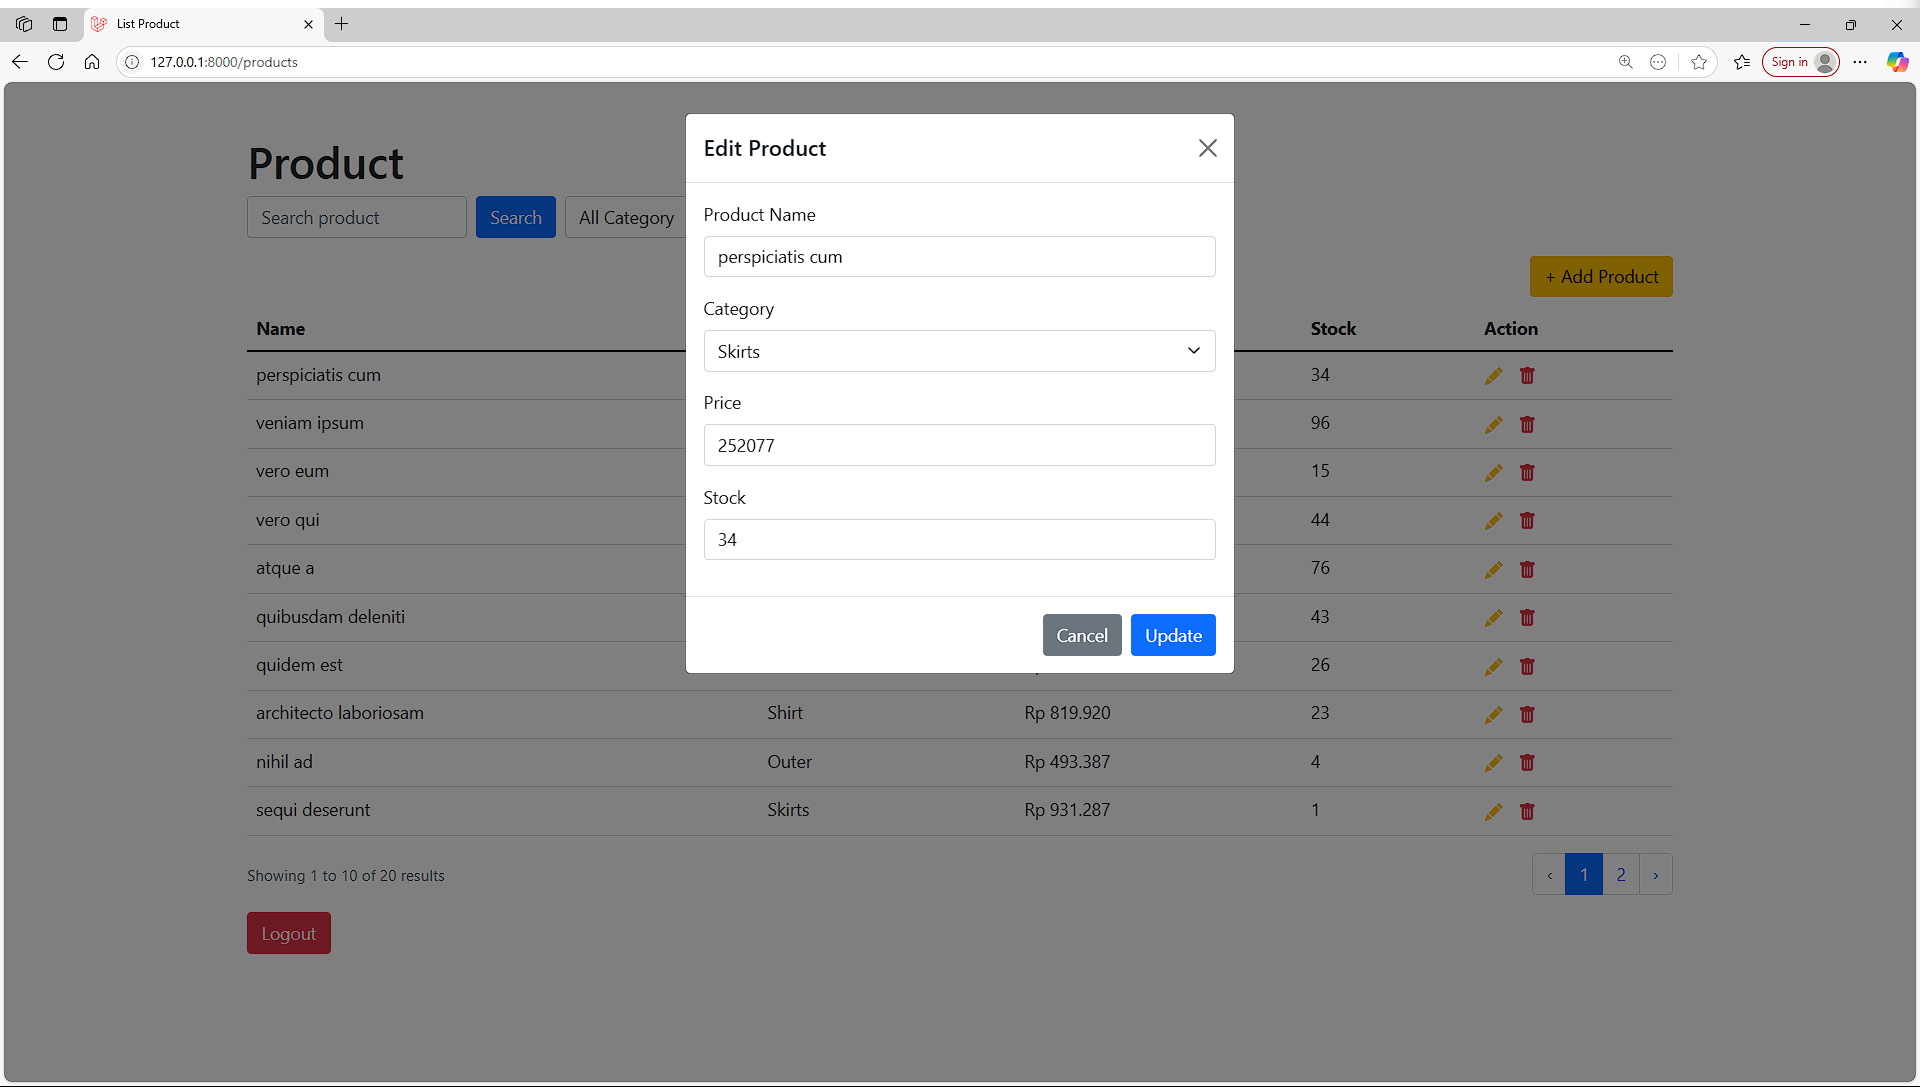 List Product
127.0.0.1:8000/products
Sign in
Product
Search product
Search
All Category
+ Add Product
Name
Stock
Action
perspiciatis cum
34
veniam ipsum
96
vero eum
15
vero qui
44
atque a
76
quibusdam deleniti
43
quidem est
26
architecto laboriosam
Shirt
Rp 819.920
23
nihil ad
Outer
Rp 493.387
4
sequi deserunt
Skirts
Rp 931.287
1
Showing 1 to 10 of 20 results
‹ 1 2 ›
Logout
Edit Product
Product Name
perspiciatis cum
Category
Skirts
Price
252077
Stock
34
Cancel
Update